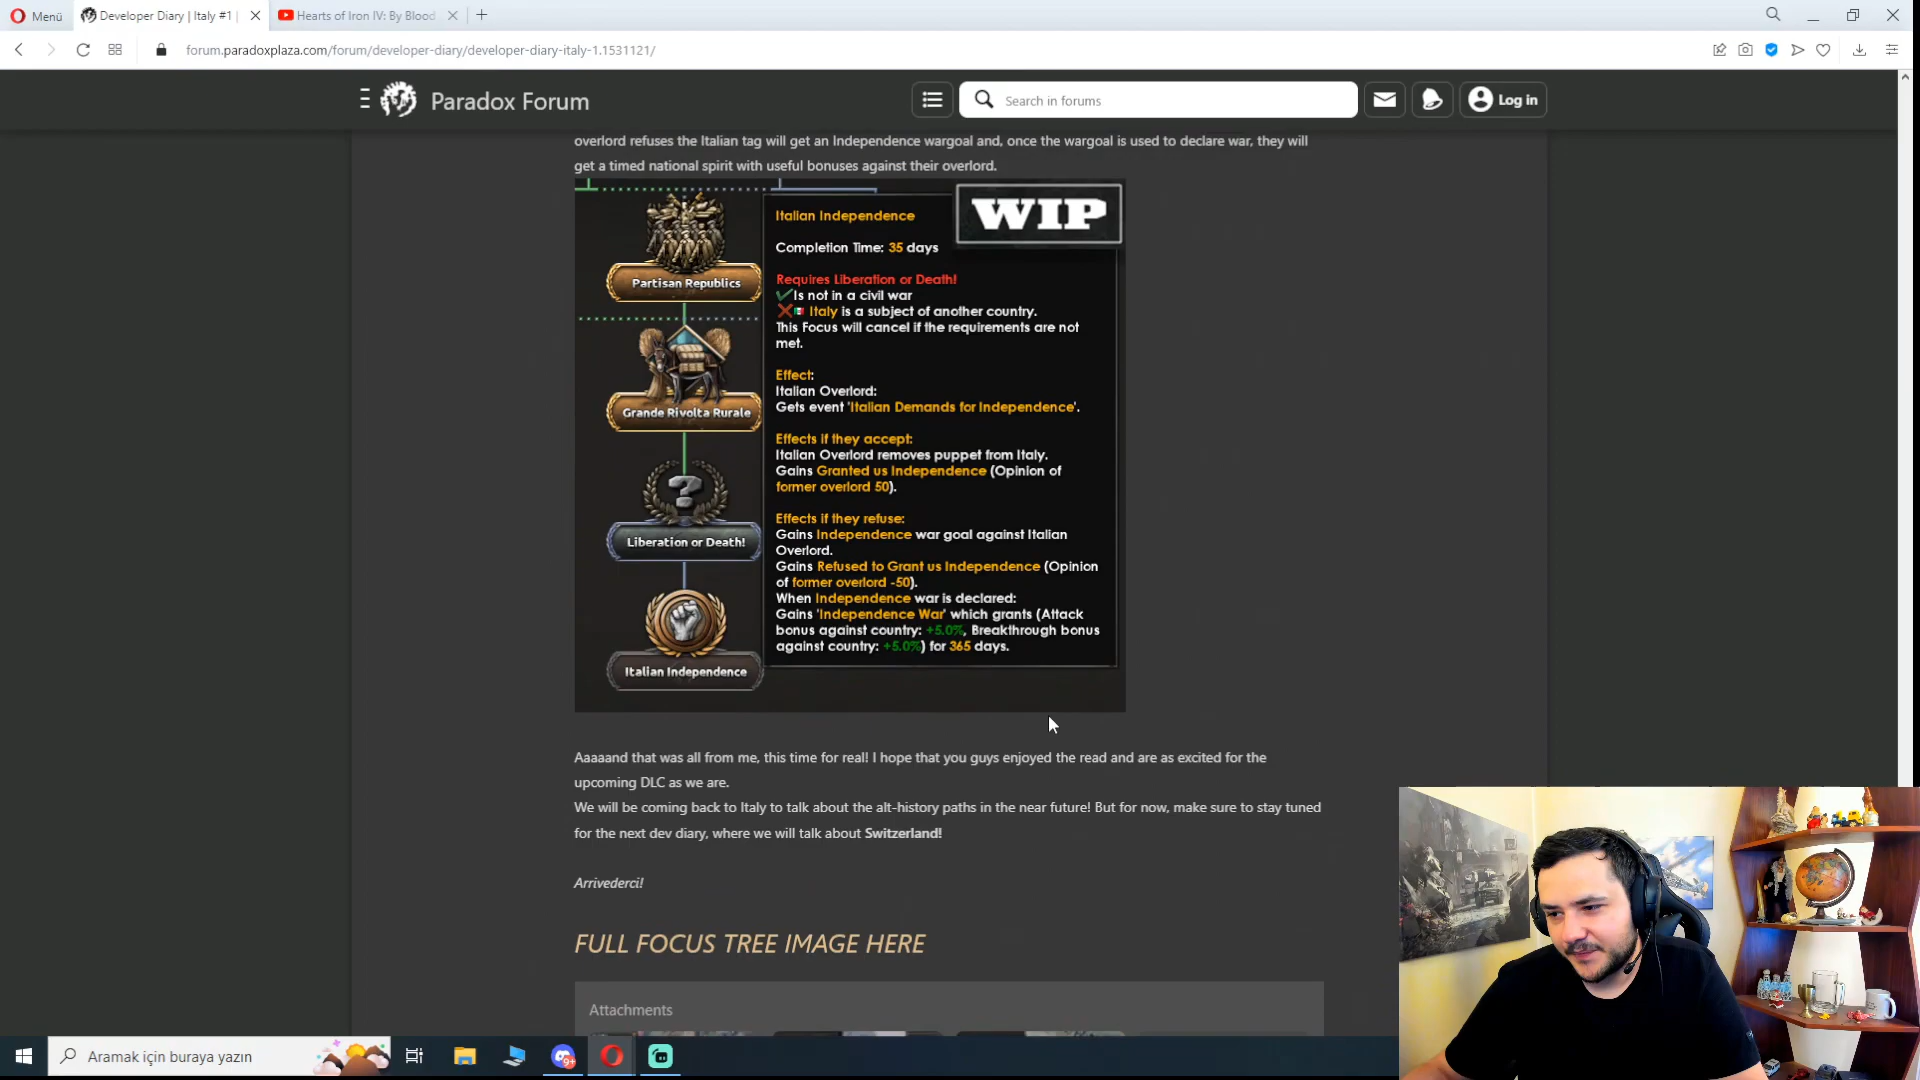 Menü
Developer Diary | Italy #1 |
Hearts of Iron IV: By Blood
forum.paradoxplaza.com/forum/developer-diary/developer-diary-italy-1.1531121/
Paradox Forum
Search in forums
Log in
overlord refuses the Italian tag will get an Independence wargoal and, once the wargoal is used to declare war, they will
get a timed national spirit with useful bonuses against their overlord.
WIP
Partisan Republics
Grande Rivolta Rurale
Liberation or Death!
Italian Independence
Italian Independence
Completion Time: 35 days
Requires Liberation or Death!
Is not in a civil war
Italy is a subject of another country.
This Focus will cancel if the requirements are not
met.
Effect:
Italian Overlord:
Gets event 'Italian Demands for Independence'.
Effects if they accept:
Italian Overlord removes puppet from Italy.
Gains Granted us Independence (Opinion of
former overlord 50).
Effects if they refuse:
Gains Independence war goal against Italian
Overlord.
Gains Refused to Grant us Independence (Opinion
of former overlord -50).
When Independence war is declared:
Gains 'Independence War' which grants (Attack
bonus against country: +5.0%, Breakthrough bonus
against country: +5.0%) for 365 days.
Aaaaand that was all from me, this time for real! I hope that you guys enjoyed the read and are as excited for the
upcoming DLC as we are.
We will be coming back to Italy to talk about the alt-history paths in the near future! But for now, make sure to stay tuned
for the next dev diary, where we will talk about Switzerland!
Arrivederci!
FULL FOCUS TREE IMAGE HERE
Attachments
Aramak için buraya yazın
9+